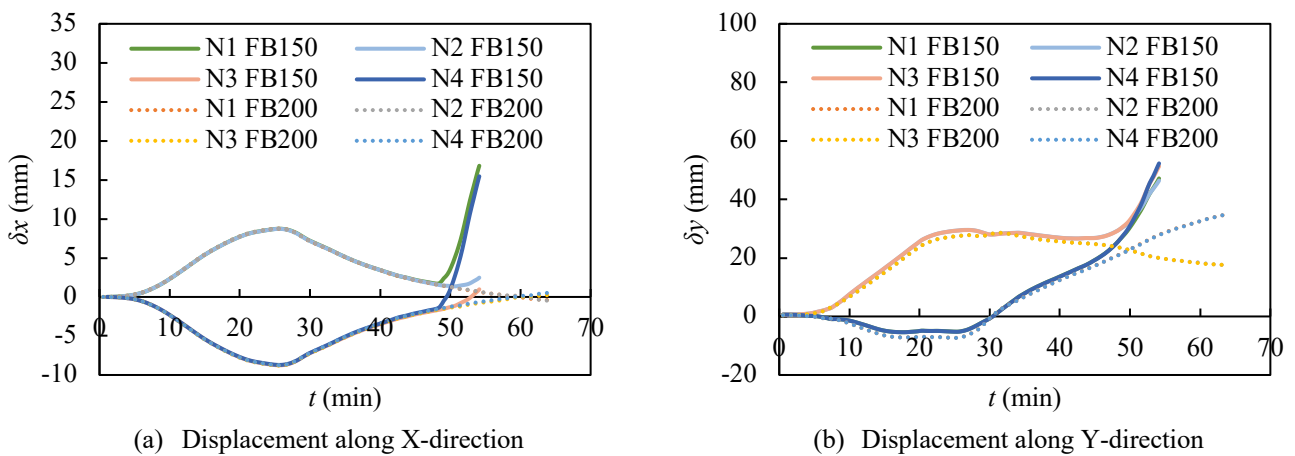 35
30
25
20
15
10
5
0
-5
-10
δx (mm)
N1 FB150 N2 FB150
N3 FB150 N4 FB150
N1 FB200 N2 FB200
N3 FB200 N4 FB200
0 10 20 30 40 50 60 70
t (min)
(a) Displacement along X-direction
100
80
60
40
20
0
-20
δy (mm)
N1 FB150 N2 FB150
N3 FB150 N4 FB150
N1 FB200 N2 FB200
N3 FB200 N4 FB200
0 10 20 30 40 50 60 70
t (min)
(b) Displacement along Y-direction